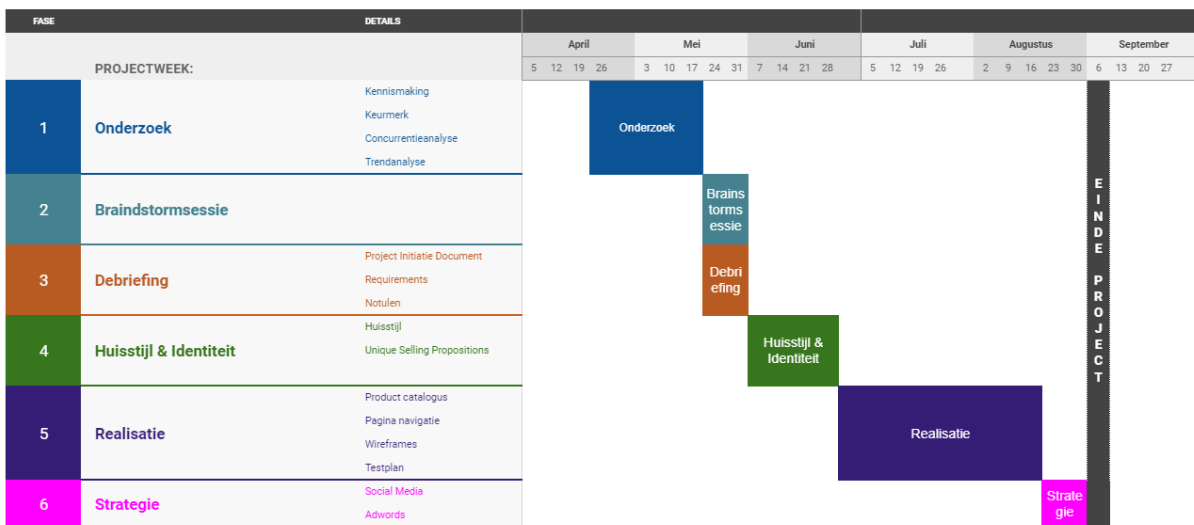 FASE DETAILS
April Mei Juni Juli Augustus September
PROJECTWEEK: 5 12 19 26 3 10 17 24 31 7 14 21 28 5 12 19 26 2 9 16 23 30 6 13 20 27
1 Onderzoek
Kennismaking
Keurmerk
Concurrentieanalyse
Trendanalyse
Onderzoek
2 Braindstormsessie
Brains
torms
essie
3 Debriefing
Project Initiatie Document
Requirements
Notulen
Debri
efing
4 Huisstijl & Identiteit
Huisstijl
Unique Selling Propositions
Huisstijl &
Identiteit
5 Realisatie
Product catalogus
Pagina navigatie
Wireframes
Testplan
Realisatie
6 Strategie
Social Media
Adwords
Strate
gie
E
I
N
D
E
P
R
O
J
E
C
T